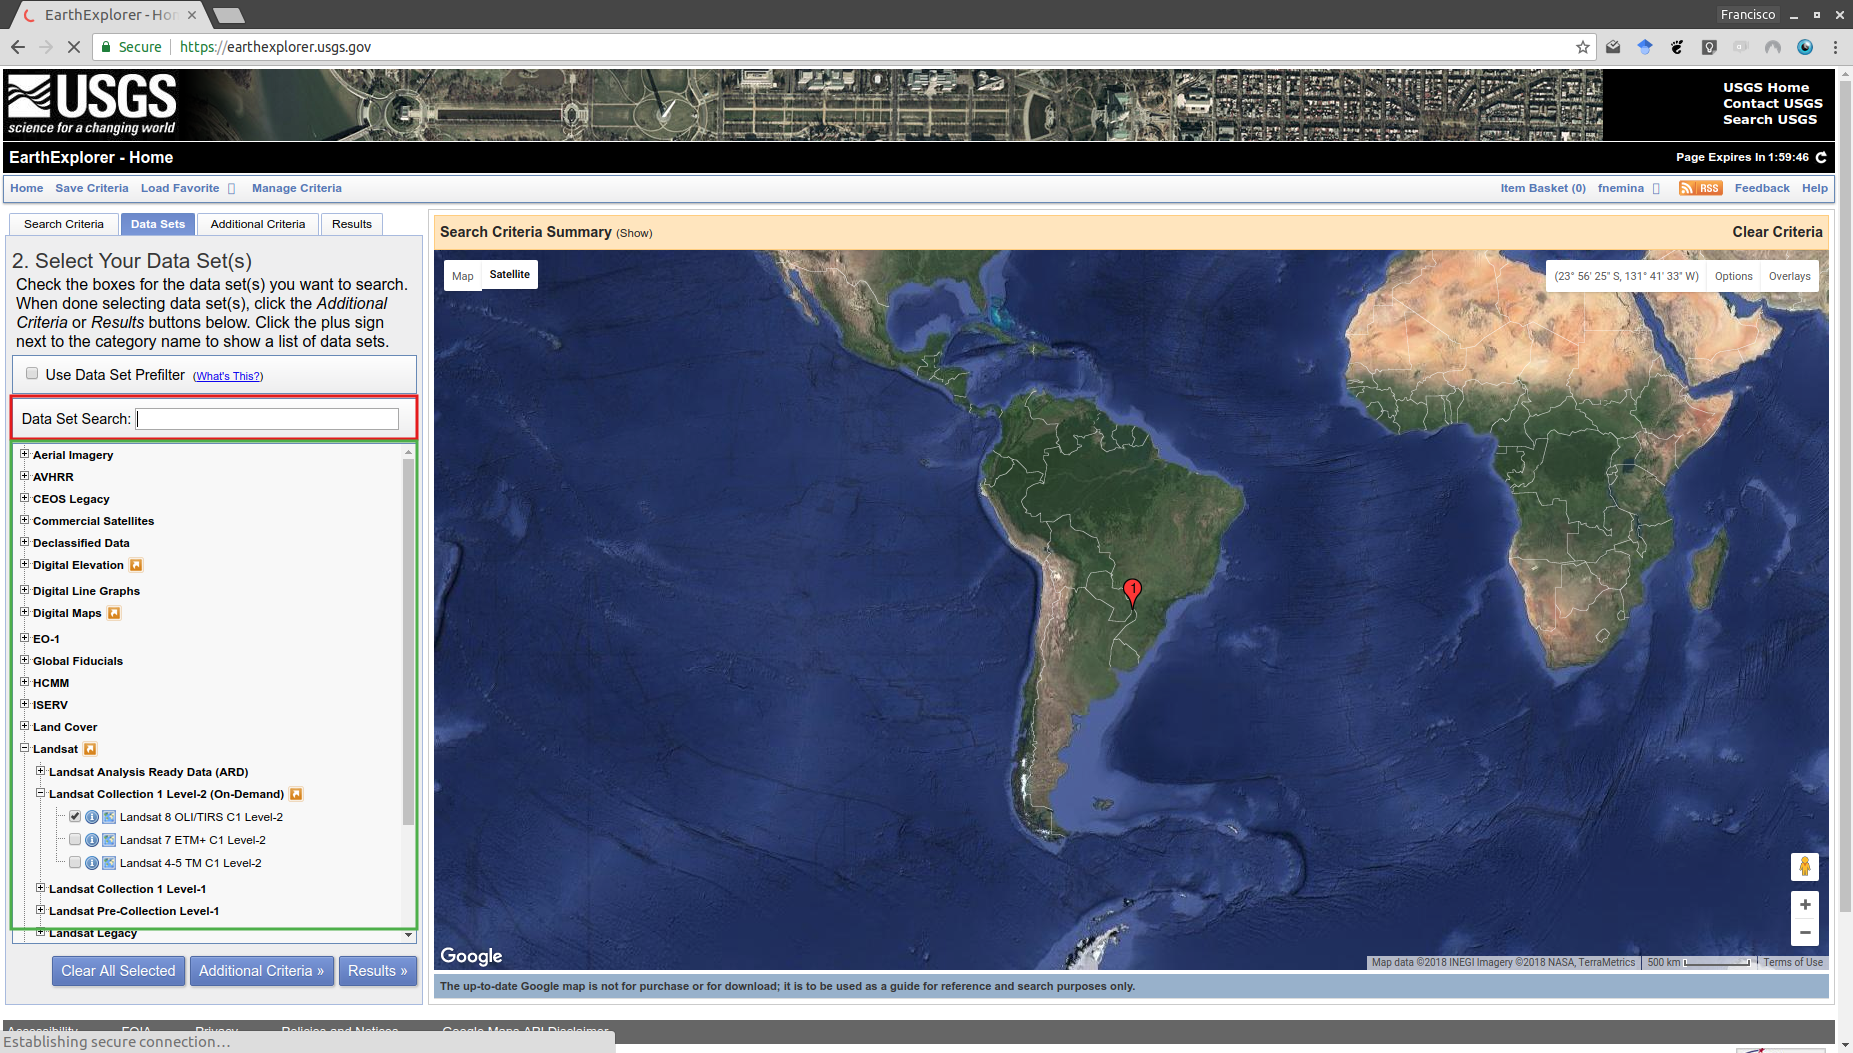 EarthExplorer - Hon
Francisco
Secure https://earthexplorer.usgs.gov
USGS
science for a changing world
USGS Home
Contact USGS
Search USGS
EarthExplorer - Home
Page Expires In 1:59:46
Home Save Criteria Load Favorite Manage Criteria
Item Basket (0) fnemina RSS Feedback Help
Search Criteria Data Sets Additional Criteria Results
2. Select Your Data Set(s)
Check the boxes for the data set(s) you want to search.
When done selecting data set(s), click the Additional
Criteria or Results buttons below. Click the plus sign
next to the category name to show a list of data sets.
Use Data Set Prefilter (What's This?)
Data Set Search:
Aerial Imagery
AVHRR
CEOS Legacy
Commercial Satellites
Declassified Data
Digital Elevation
Digital Line Graphs
Digital Maps
EO-1
Global Fiducials
HCMM
ISERV
Land Cover
Landsat
Landsat Analysis Ready Data (ARD)
Landsat Collection 1 Level-2 (On-Demand)
Landsat 8 OLI/TIRS C1 Level-2
Landsat 7 ETM+ C1 Level-2
Landsat 4-5 TM C1 Level-2
Landsat Collection 1 Level-1
Landsat Pre-Collection Level-1
Landsat Legacy
Clear All Selected Additional Criteria » Results »
Search Criteria Summary (Show)
Clear Criteria
Map Satellite
(23° 56' 25" S, 131° 41' 33" W) Options Overlays
1
Google
Map data ©2018 INEGI Imagery ©2018 NASA, TerraMetrics 500 km Terms of Use
The up-to-date Google map is not for purchase or for download; it is to be used as a guide for reference and search purposes only.
Accessibility FOIA Privacy Policies and Notices Google Maps API Disclaimer
Establishing secure connection...